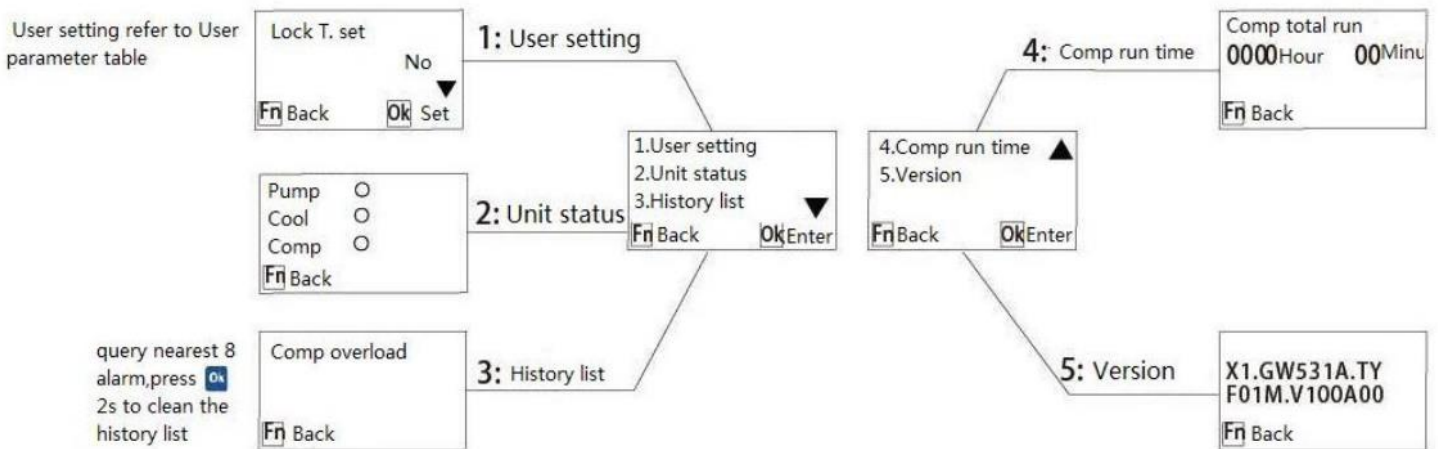 User setting refer to User
parameter table
Lock T. set
No
Fn Back Ok Set
1: User setting
Pump
Cool
Comp
Fn Back
2: Unit status
query nearest 8
alarm,press Ok
2s to clean the
history list
Comp overload
Fn Back
3: History list
1.User setting
2.Unit status
3.History list
Fn Back Ok Enter
4.Comp run time
5.Version
Fn Back Ok Enter
4: Comp run time
Comp total run
0000 Hour 00 Minu
Fn Back
5: Version
X1.GW531A.TY
F01M.V100A00
Fn Back